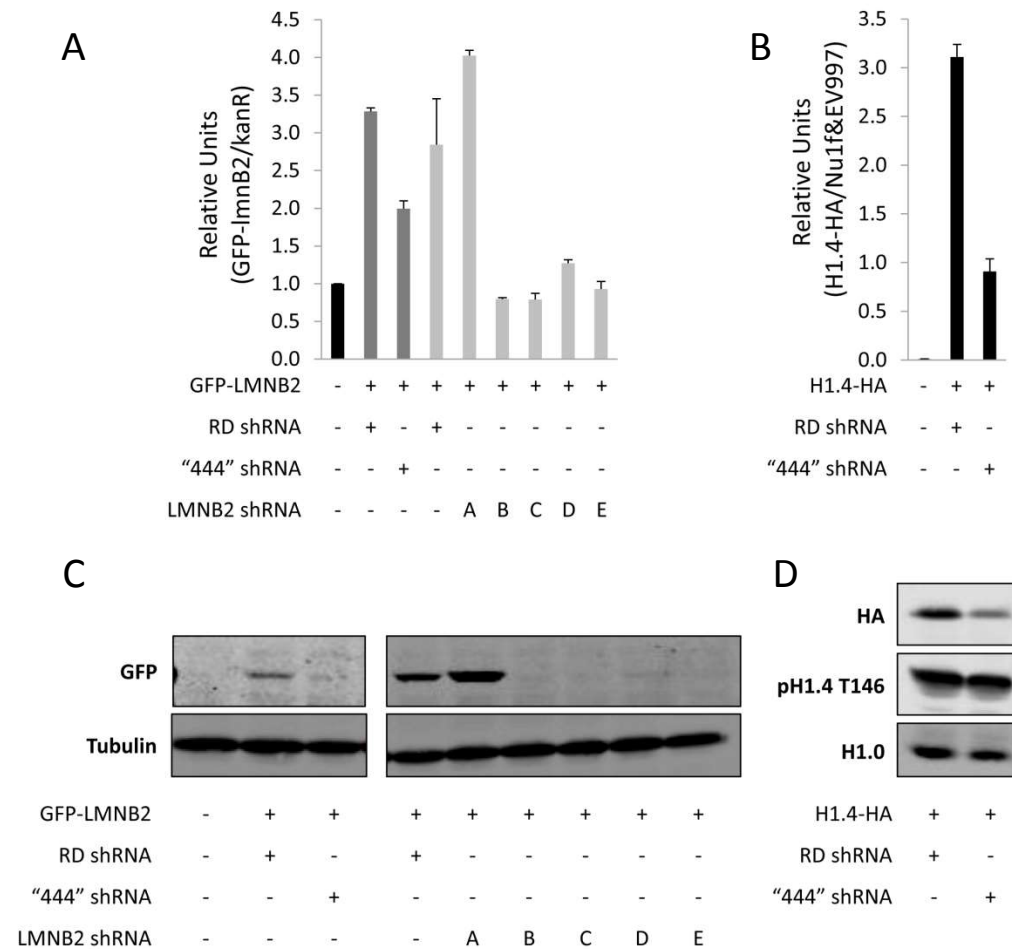 A
Relative Units
(GFP-lmnB2/kanR)
4.5
4.0
3.5
3.0
2.5
2.0
1.5
1.0
0.5
0.0
GFP-LMNB2 - + + + + + + + +
RD shRNA - + - + - - - - -
“444” shRNA - - + - - - - - -
LMNB2 shRNA - - - - A B C D E
B
Relative Units
(H1.4-HA/Nu1f&EV997)
3.5
3.0
2.5
2.0
1.5
1.0
0.5
0.0
H1.4-HA - + +
RD shRNA - + -
“444” shRNA - - +
C
GFP
Tubulin
GFP-LMNB2 - + + + + + + + +
RD shRNA - + - + - - - - -
“444” shRNA - - + - - - - - -
LMNB2 shRNA - - - - A B C D E
D
HA
pH1.4 T146
H1.0
H1.4-HA + +
RD shRNA + -
“444” shRNA - +